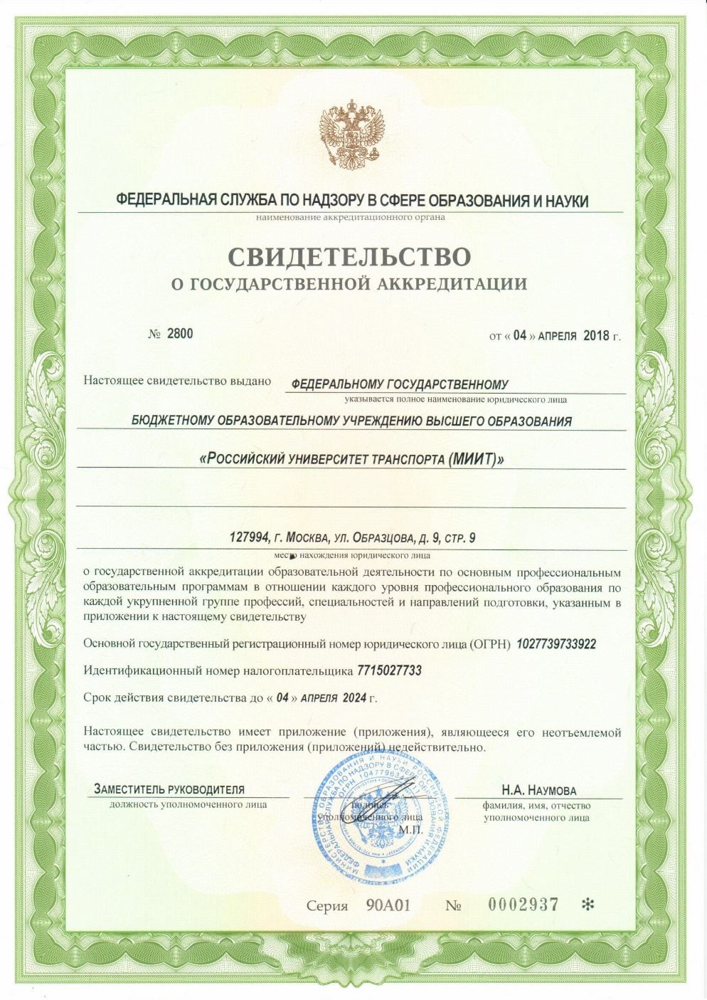 ФЕДЕРАЛЬНАЯ СЛУЖБА ПО НАДЗОРУ В СФЕРЕ ОБРАЗОВАНИЯ И НАУКИ
наименование аккредитационного органа
СВИДЕТЕЛЬСТВО
О ГОСУДАРСТВЕННОЙ АККРЕДИТАЦИИ
№ 2800 от « 04 » АПРЕЛЯ 2018 г.
Настоящее свидетельство выдано ФЕДЕРАЛЬНОМУ ГОСУДАРСТВЕННОМУ
указывается полное наименование юридического лица
БЮДЖЕТНОМУ ОБРАЗОВАТЕЛЬНОМУ УЧРЕЖДЕНИЮ ВЫСШЕГО ОБРАЗОВАНИЯ
«РОССИЙСКИЙ УНИВЕРСИТЕТ ТРАНСПОРТА (МИИТ)»
127994, Г. МОСКВА, УЛ. ОБРАЗЦОВА, Д. 9, СТР. 9
место нахождения юридического лица
о государственной аккредитации образовательной деятельности по основным профессиональным
образовательным программам в отношении каждого уровня профессионального образования по
каждой укрупненной группе профессий, специальностей и направлений подготовки, указанным в
приложении к настоящему свидетельству
Основной государственный регистрационный номер юридического лица (ОГРН) 1027739733922
Идентификационный номер налогоплательщика 7715027733
Срок действия свидетельства до « 04 » АПРЕЛЯ 2024 г.
Настоящее свидетельство имеет приложение (приложения), являющееся его неотъемлемой
частью. Свидетельство без приложения (приложений) недействительно.
МИНИСТЕРСТВО ОБРАЗОВАНИЯ И НАУКИ РОССИЙСКОЙ ФЕДЕРАЦИИ
ФЕДЕРАЛЬНАЯ СЛУЖБА ПО НАДЗОРУ В СФЕРЕ ОБРАЗОВАНИЯ И НАУКИ
ЗАМЕСТИТЕЛЬ РУКОВОДИТЕЛЯ Н.А. НАУМОВА
должность уполномоченного лица подпись фамилия, имя, отчество
уполномоченного лица уполномоченного лица
М.П.
Серия 90А01 № 0002937 *